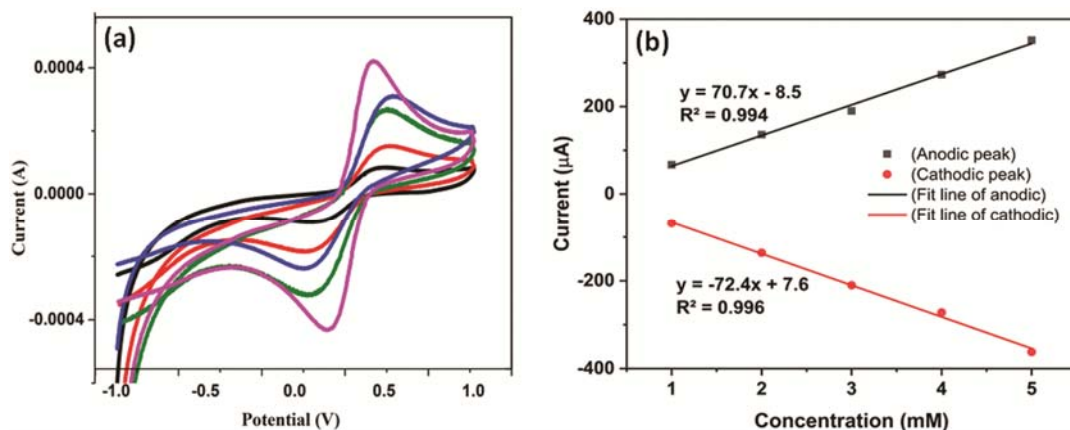 (a)
0.0004
0.0000
-0.0004
Current (A)
-1.0
-0.5
0.0
0.5
1.0
Potential (V)
(b)
400
200
0
-200
-400
Current (μA)
y = 70.7x - 8.5
R² = 0.994
(Anodic peak)
(Cathodic peak)
(Fit line of anodic)
(Fit line of cathodic)
y = -72.4x + 7.6
R² = 0.996
1
2
3
4
5
Concentration (mM)